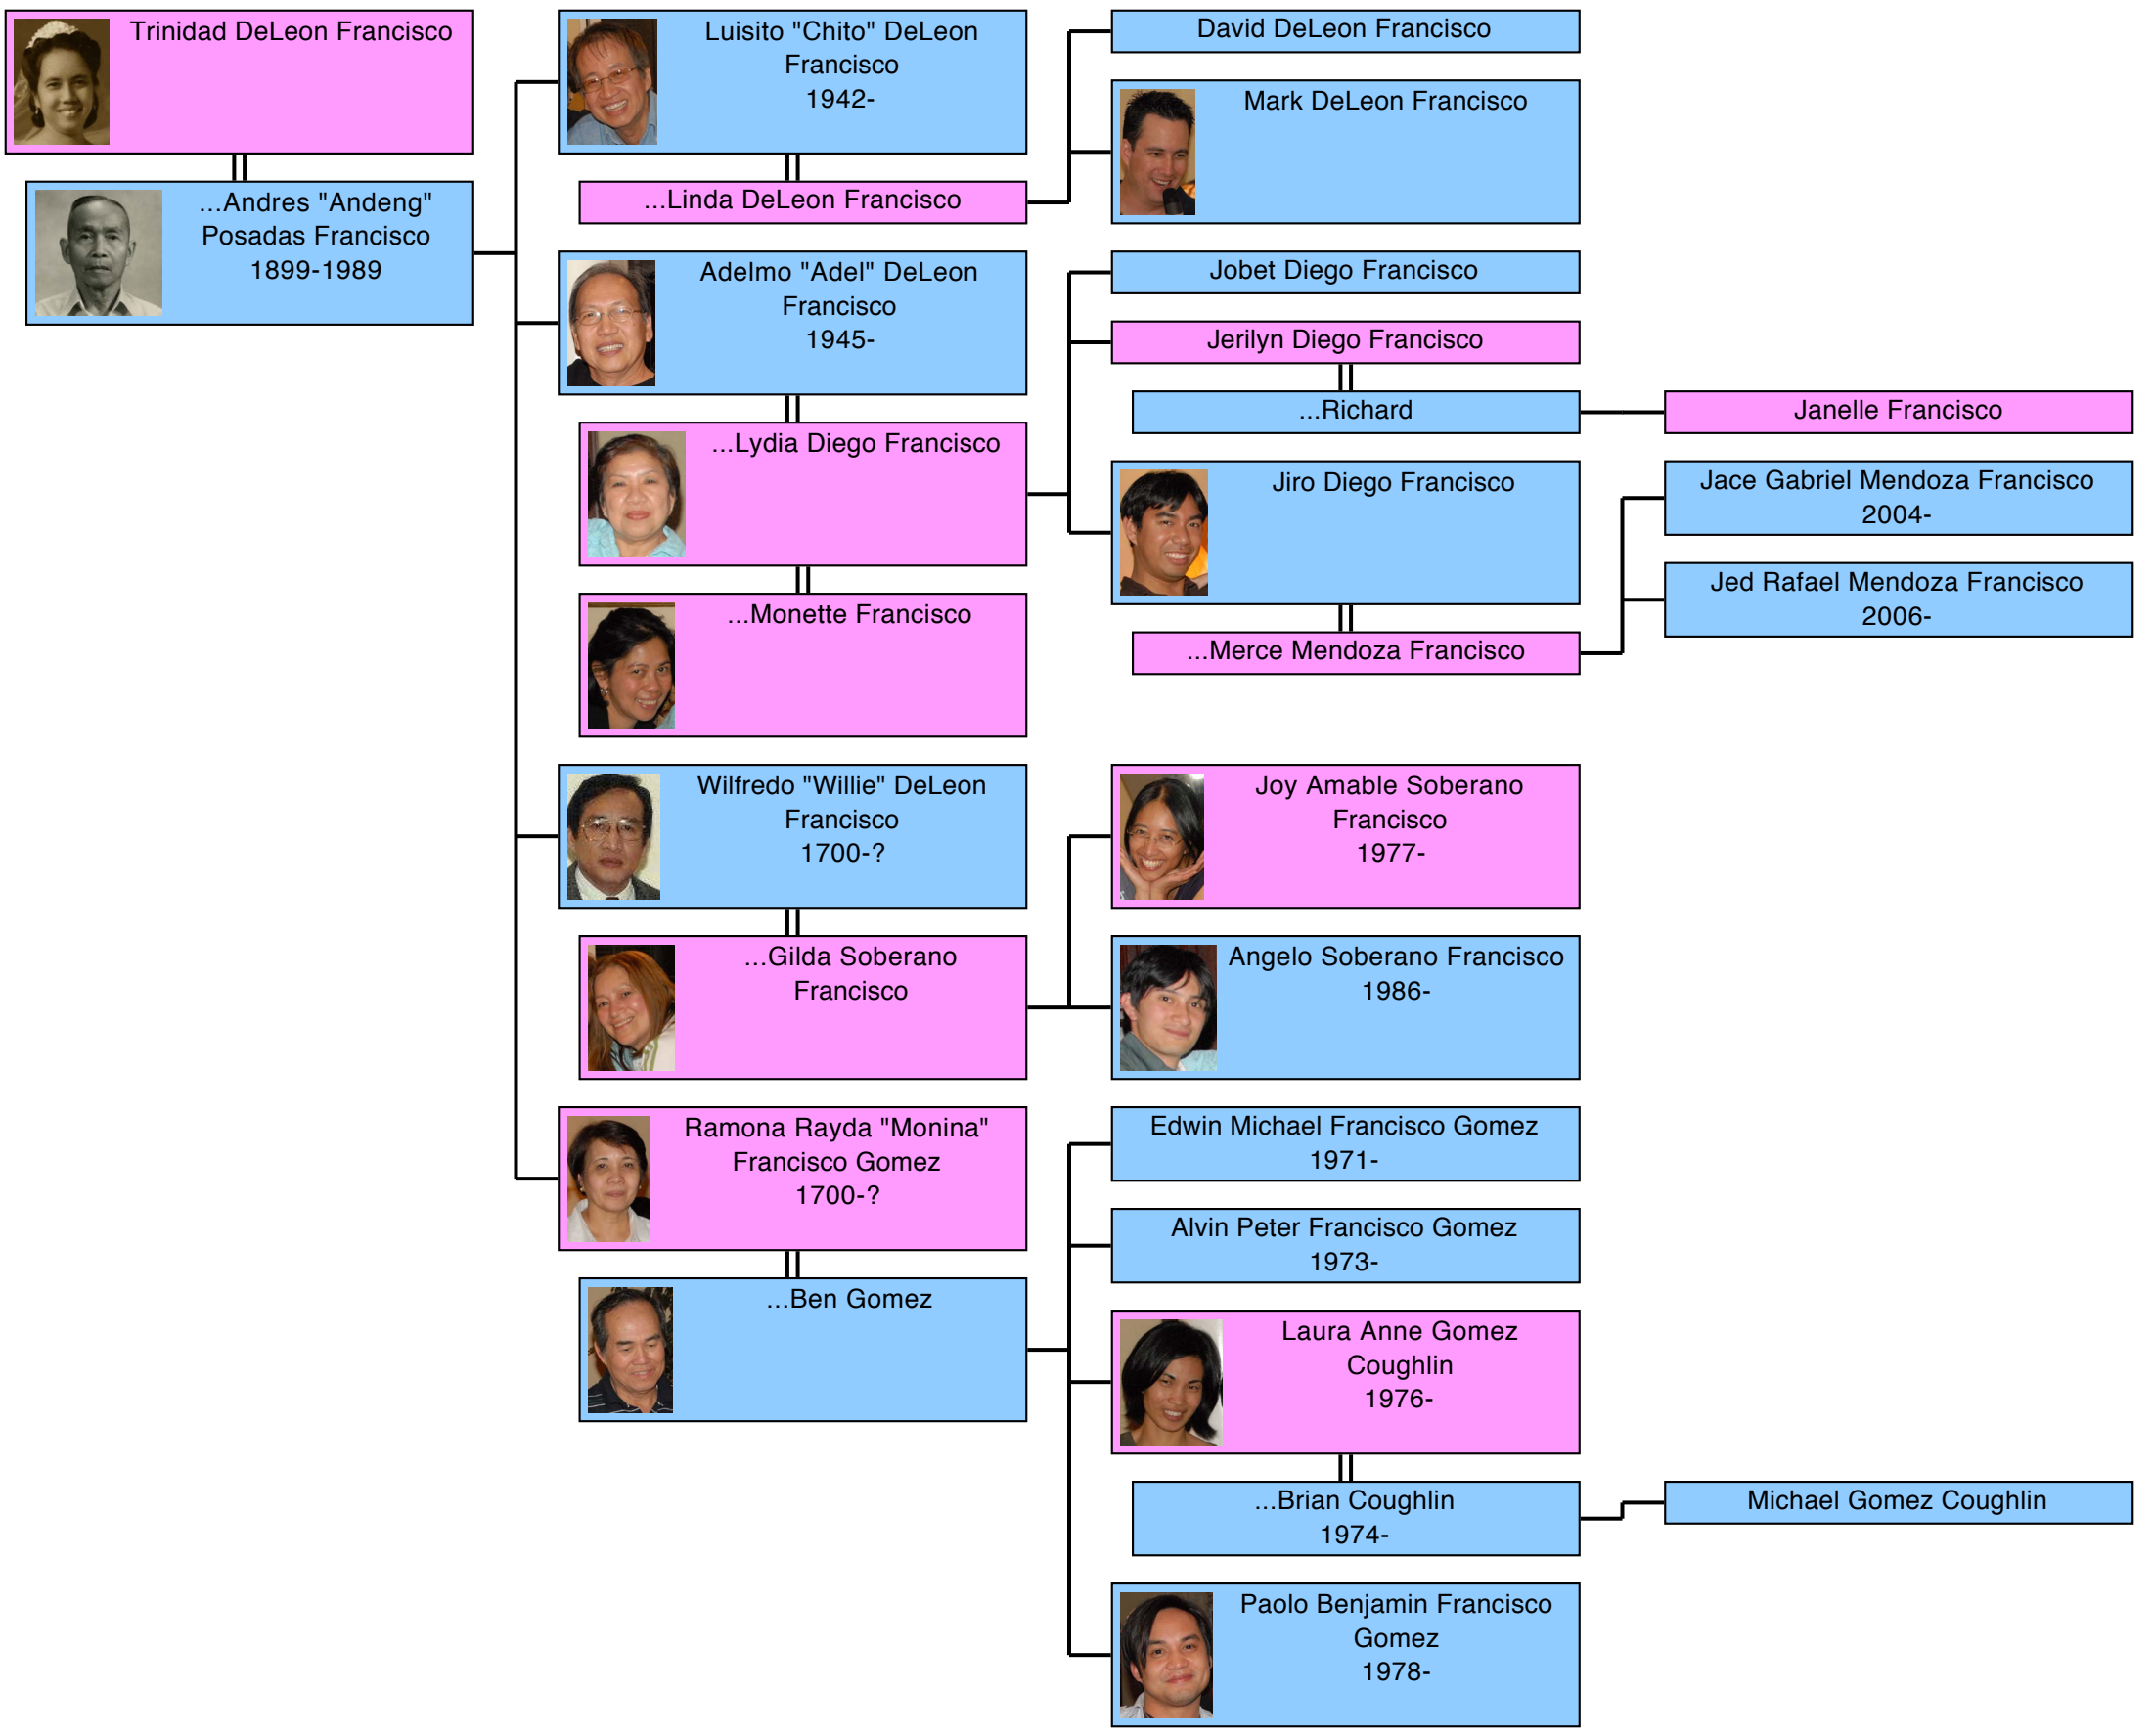 Trinidad DeLeon Francisco
...Andres "Andeng"
Posadas Francisco
1899-1989
Luisito "Chito" DeLeon
Francisco
1942-
...Linda DeLeon Francisco
David DeLeon Francisco
Mark DeLeon Francisco
Adelmo "Adel" DeLeon
Francisco
1945-
...Lydia Diego Francisco
...Monette Francisco
Jobet Diego Francisco
Jerilyn Diego Francisco
...Richard
Janelle Francisco
Jiro Diego Francisco
...Merce Mendoza Francisco
Jace Gabriel Mendoza Francisco
2004-
Jed Rafael Mendoza Francisco
2006-
Wilfredo "Willie" DeLeon
Francisco
1700-?
...Gilda Soberano
Francisco
Joy Amable Soberano
Francisco
1977-
Angelo Soberano Francisco
1986-
Ramona Rayda "Monina"
Francisco Gomez
1700-?
...Ben Gomez
Edwin Michael Francisco Gomez
1971-
Alvin Peter Francisco Gomez
1973-
Laura Anne Gomez
Coughlin
1976-
...Brian Coughlin
1974-
Michael Gomez Coughlin
Paolo Benjamin Francisco
Gomez
1978-